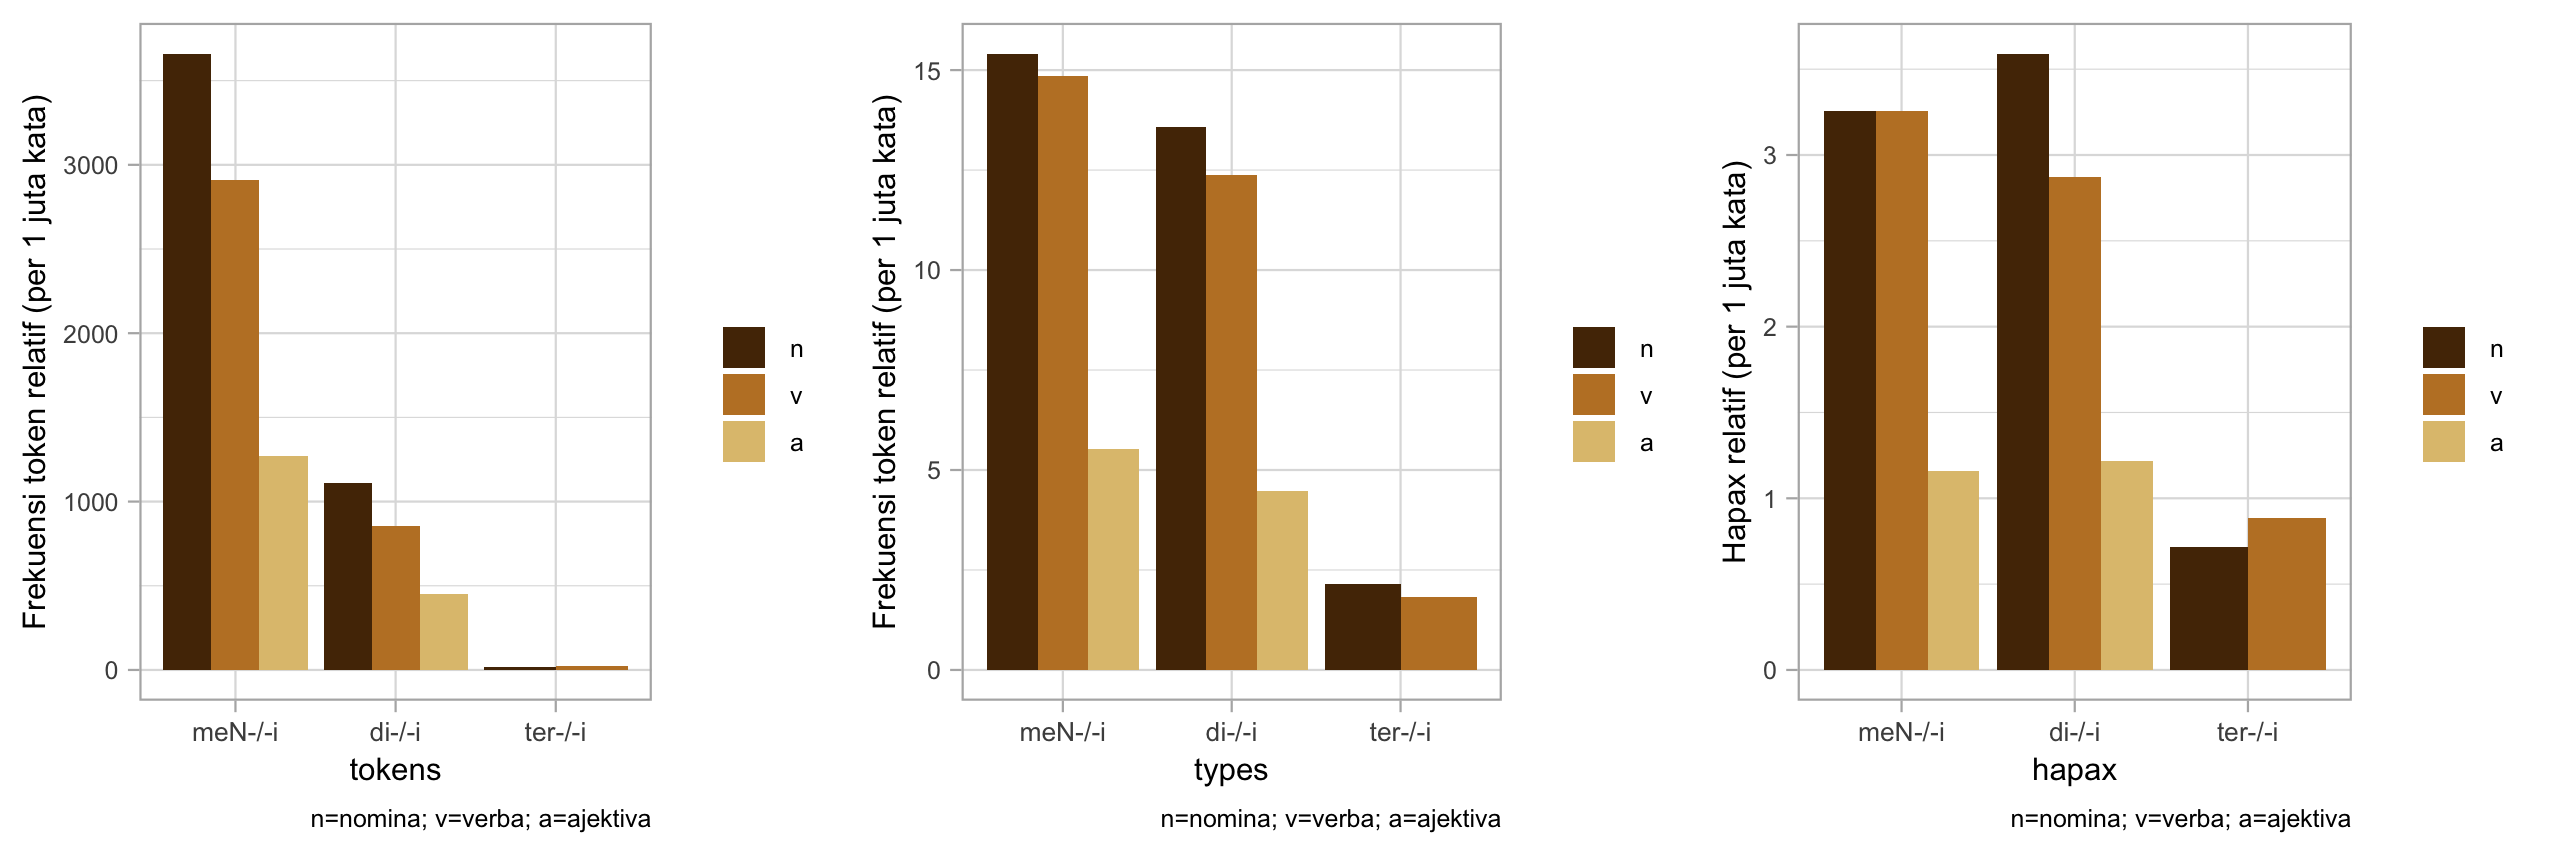 Frekuensi token relatif (per 1 juta kata)
3000
2000
1000
0
meN-/-i di-/-i ter-/-i
tokens
n=nomina; v=verba; a=ajektiva
n
v
a
Frekuensi token relatif (per 1 juta kata)
15
10
5
0
meN-/-i di-/-i ter-/-i
types
n=nomina; v=verba; a=ajektiva
n
v
a
Hapax relatif (per 1 juta kata)
3
2
1
0
meN-/-i di-/-i ter-/-i
hapax
n=nomina; v=verba; a=ajektiva
n
v
a